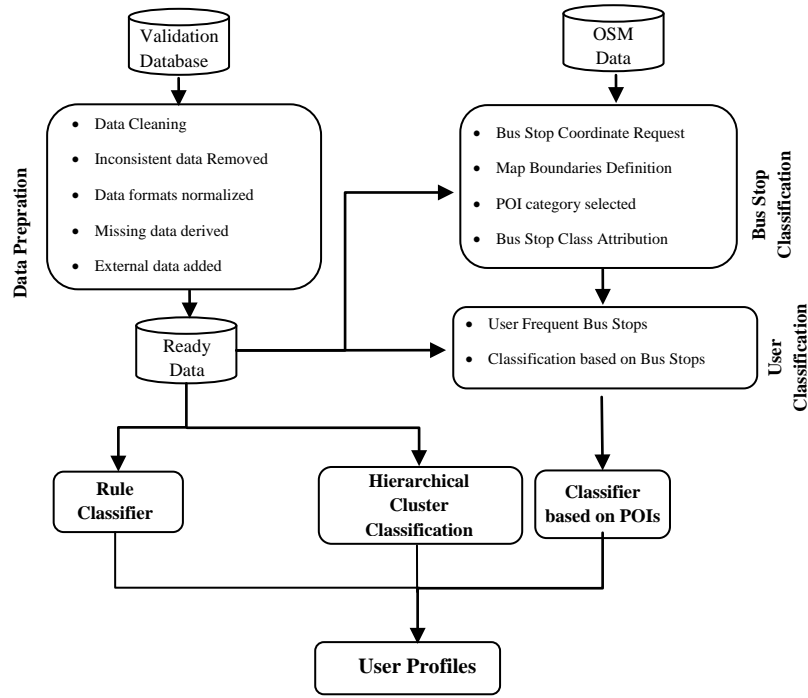 Validation
Database
OSM
Data
• Data Cleaning
• Inconsistent data Removed
• Data formats normalized
• Missing data derived
• External data added
Data Prepration
• Bus Stop Coordinate Request
• Map Boundaries Definition
• POI category selected
• Bus Stop Class Attribution
Bus Stop
Classification
Ready
Data
• User Frequent Bus Stops
• Classification based on Bus Stops
User
Classification
Rule
Classifier
Hierarchical
Cluster
Classification
Classifier
based on POIs
User Profiles